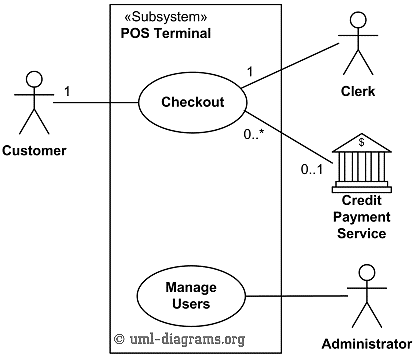 «Subsystem»
POS Terminal
1
Checkout
1
Clerk
Customer
0..*
$
0..1
Credit
Payment
Service
Manage
Users
Administrator
© uml-diagrams.org